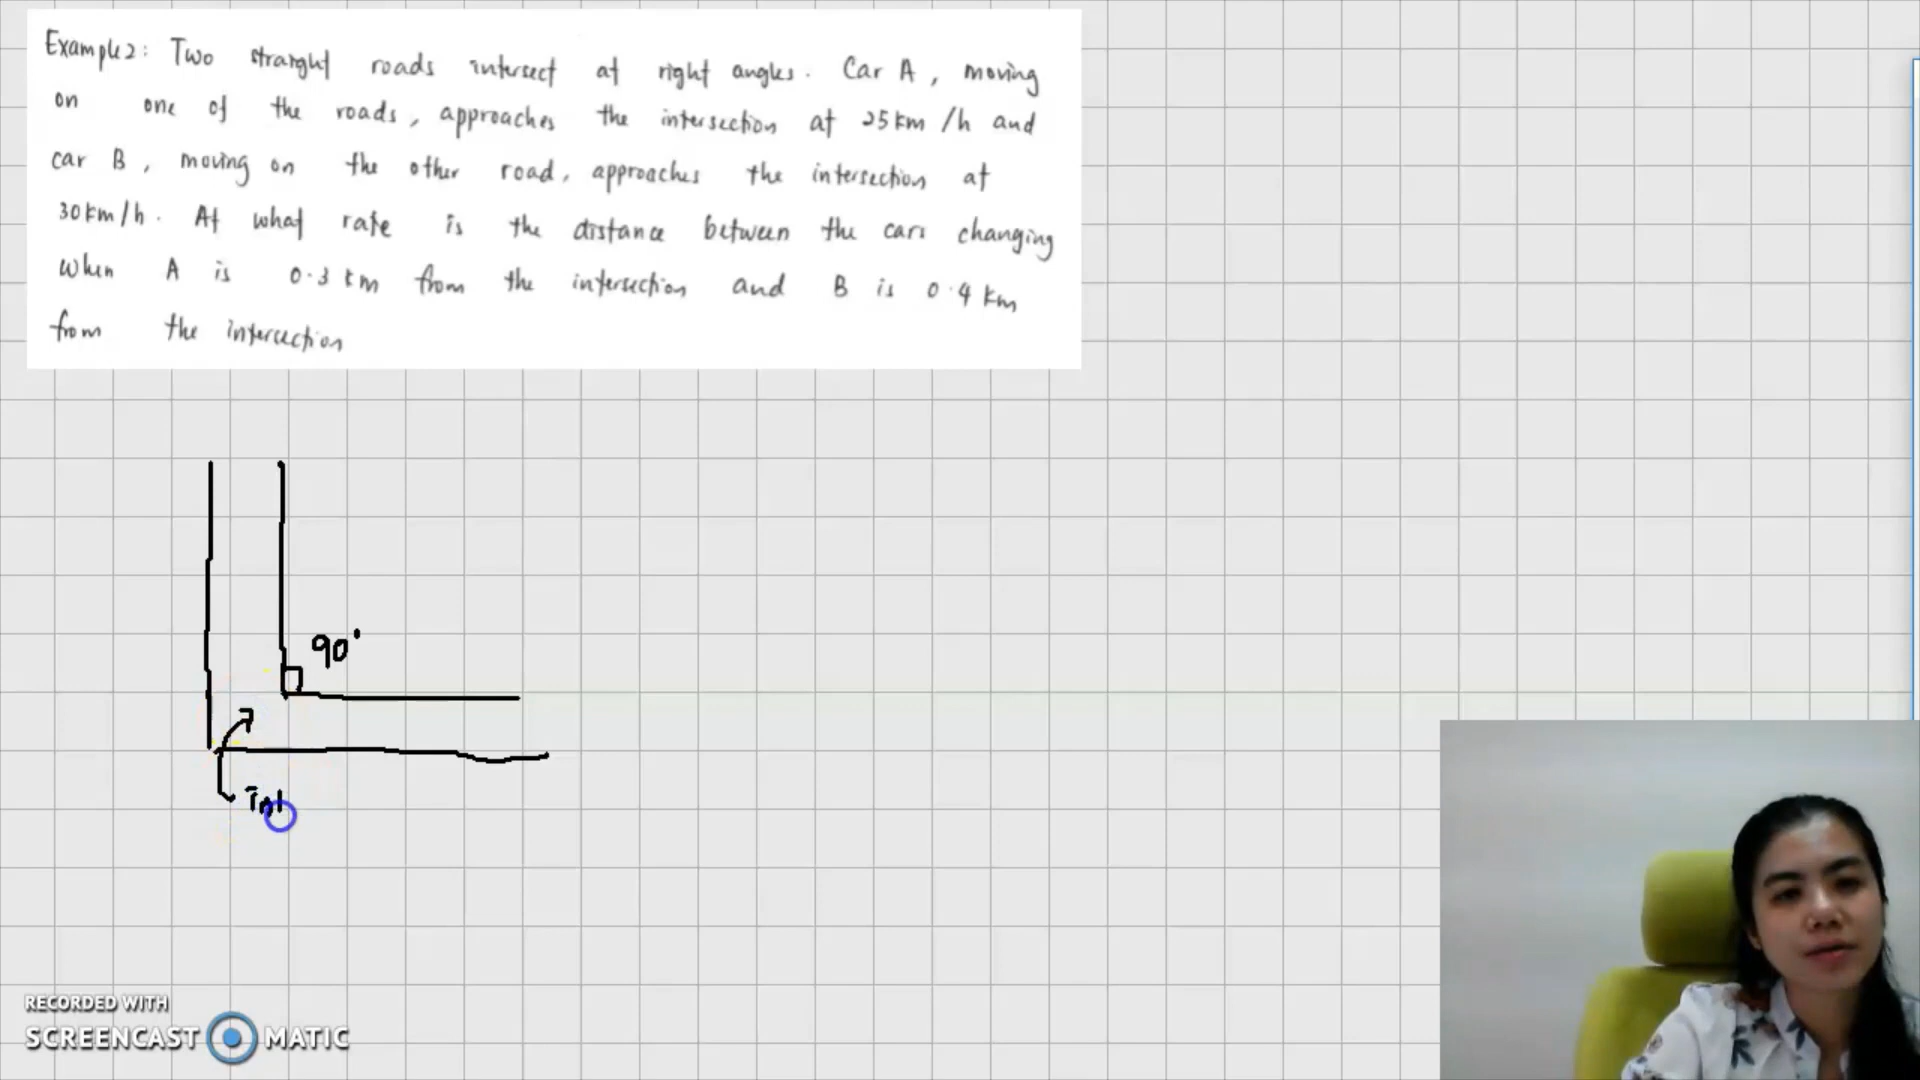 Example 2: Two straight roads intersect at right angles. Car A, moving
on one of the roads, approaches the intersection at 25 km/h and
car B, moving on the other road, approaches the intersection at
30 km/h. At what rate is the distance between the cars changing
when A is 0.3 km from the intersection and B is 0.4 km
from the intersection
90°
Int
RECORDED WITH
SCREENCAST MATIC